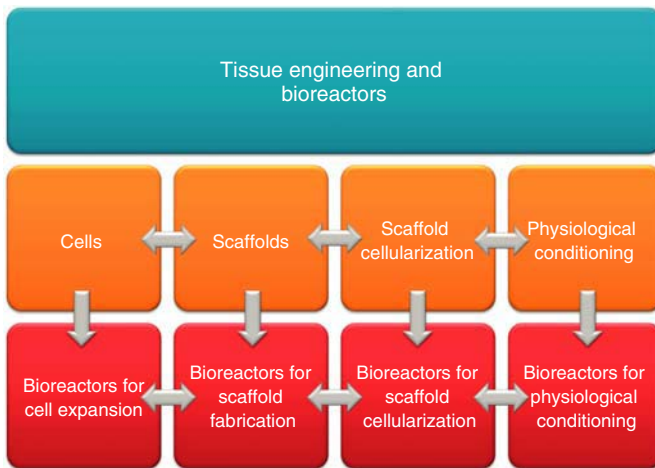 Tissue engineering and
bioreactors
Cells
Scaffolds
Scaffold
cellularization
Physiological
conditioning
Bioreactors for
cell expansion
Bioreactors for
scaffold
fabrication
Bioreactors for
scaffold
cellularization
Bioreactors for
physiological
conditioning